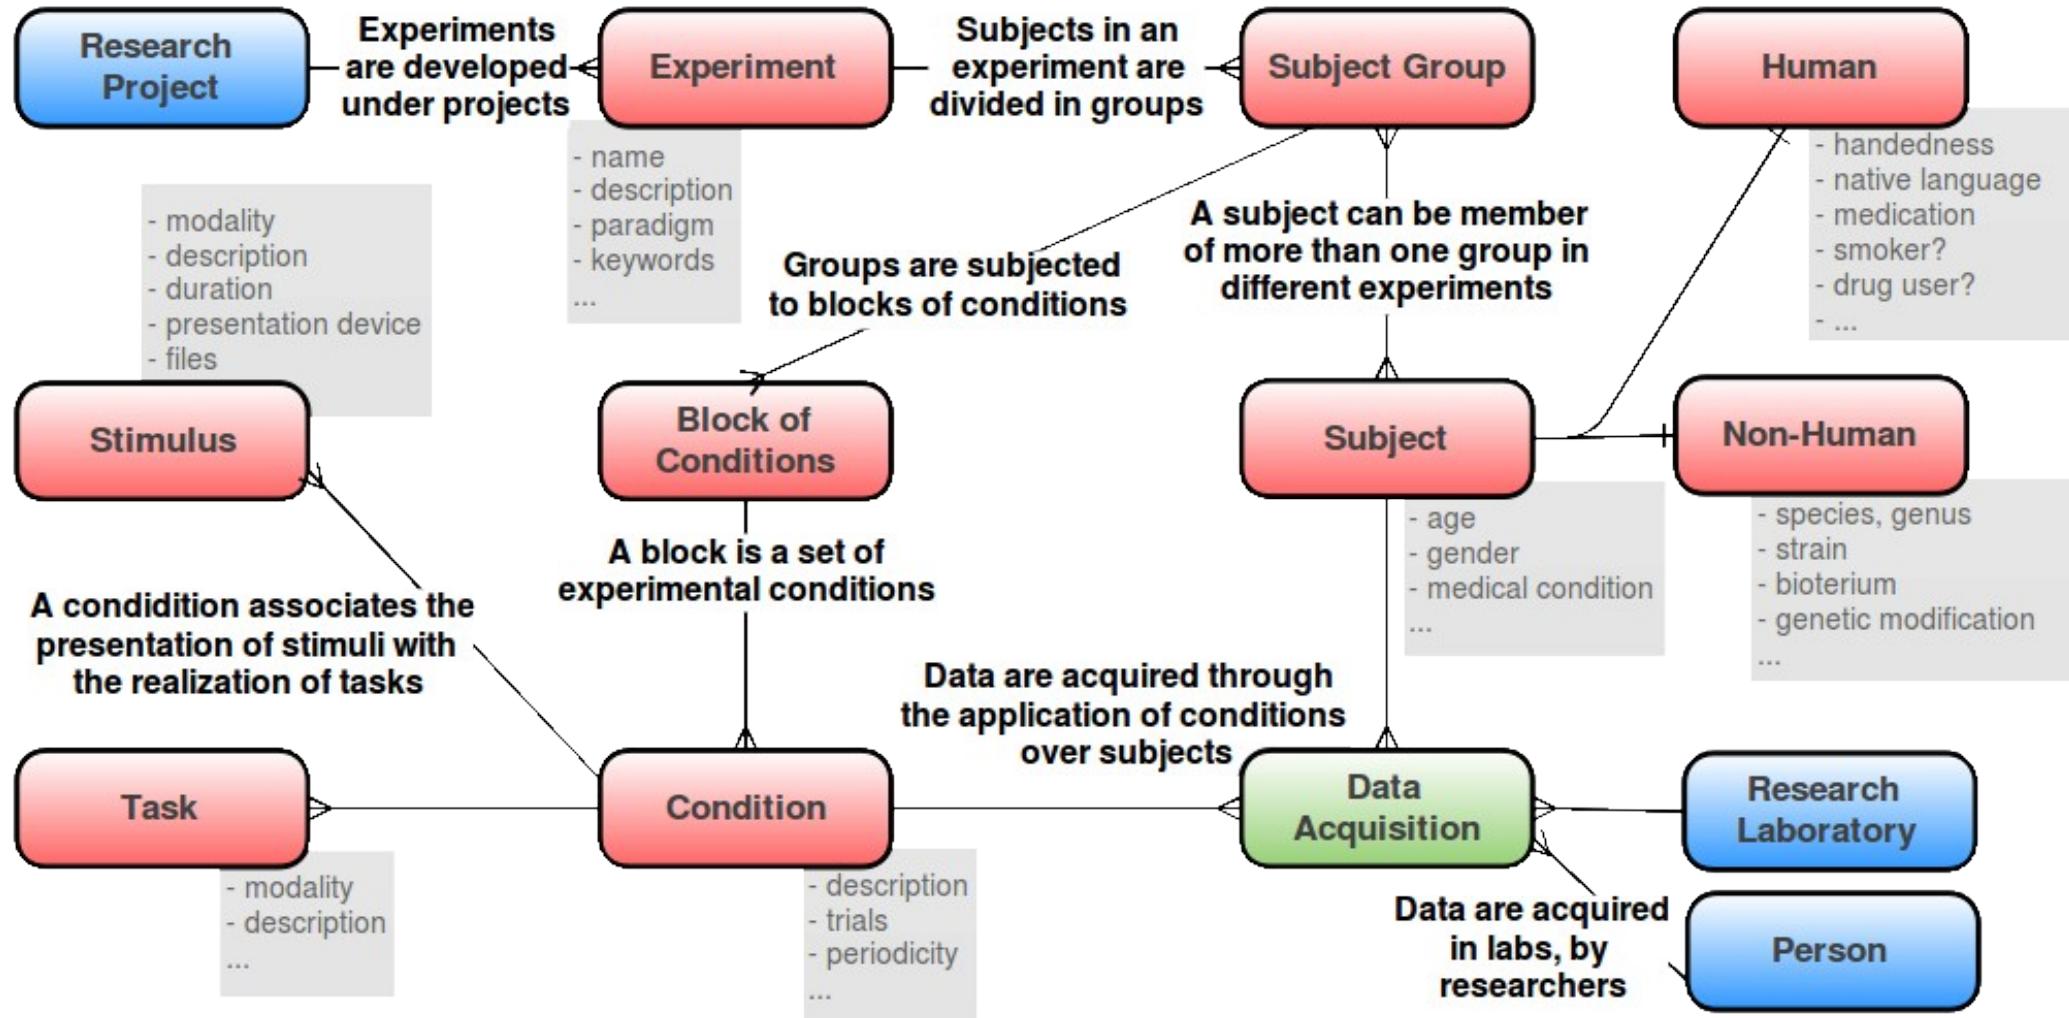 Research
Project
Experiments
are developed
under projects
Experiment
Subjects in an
experiment are
divided in groups
Subject Group
Human
- name
- description
- paradigm
- keywords
...
- handedness
- native language
- medication
- smoker?
- drug user?
- ...
- modality
- description
- duration
- presentation device
- files
Groups are subjected
to blocks of conditions
A subject can be member
of more than one group in
different experiments
Stimulus
Block of
Conditions
Subject
Non-Human
- age
- gender
- medical condition
...
- species, genus
- strain
- bioterium
- genetic modification
...
A block is a set of
experimental conditions
A condidition associates the
presentation of stimuli with
the realization of tasks
Data are acquired through
the application of conditions
over subjects
Task
Condition
Data
Acquisition
Research
Laboratory
- modality
- description
...
- description
- trials
- periodicity
...
Data are acquired
in labs, by
researchers
Person